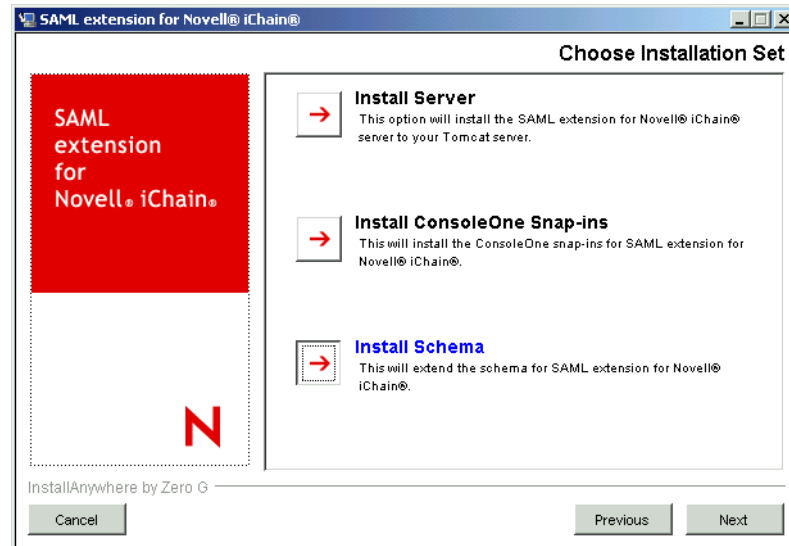 SAML extension for Novell® iChain®
Choose Installation Set
SAML
extension
for
Novell® iChain®
N
Install Server
This option will install the SAML extension for Novell® iChain®
server to your Tomcat server.
Install ConsoleOne Snap-ins
This will install the ConsoleOne snap-ins for SAML extension for
Novell® iChain®.
Install Schema
This will extend the schema for SAML extension for Novell®
iChain®.
InstallAnywhere by Zero G
Cancel
Previous
Next